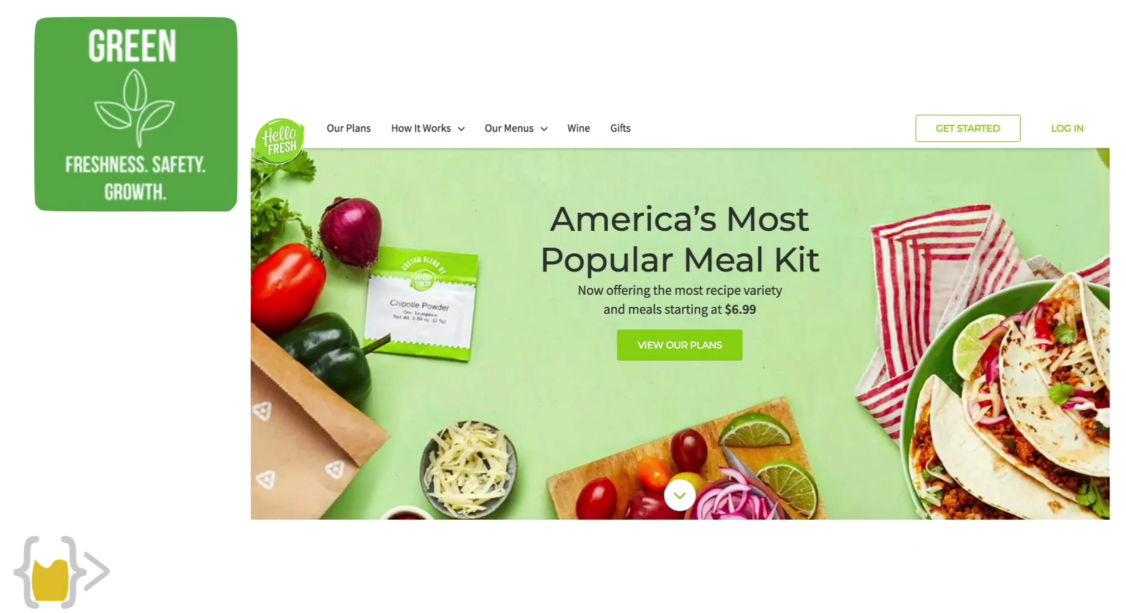 GREEN
FRESHNESS. SAFETY.
GROWTH.
Hello
FRESH
Our Plans
How It Works
Our Menus
Wine
Gifts
GET STARTED
LOG IN
America's Most
Popular Meal Kit
Now offering the most recipe variety
and meals starting at $6.99
VIEW OUR PLANS
CUSTOM BLEND BY
HELLO FRESH
Chipotle Powder